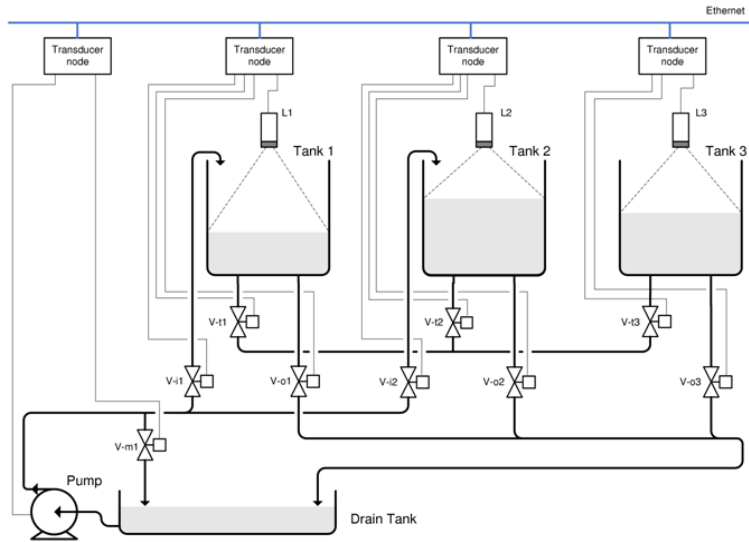 Ethernet
Transducer
node
Transducer
node
Transducer
node
Transducer
node
L1
L2
L3
Tank 1
Tank 2
Tank 3
V-t1
V-t2
V-t3
V-i1
V-o1
V-i2
V-o2
V-o3
V-m1
Pump
Drain Tank